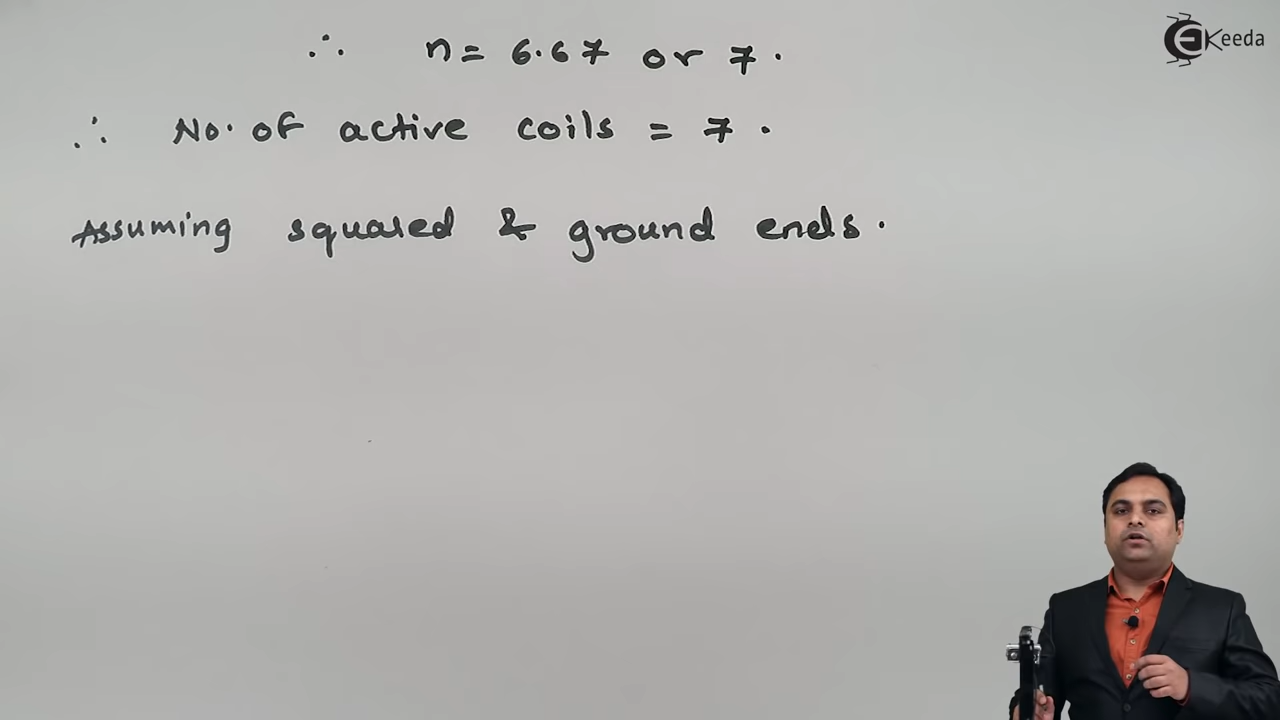 ∴ n = 6.67 or 7.
∴ No. of active coils = 7.
Assuming squared & ground ends.
Ekeeda